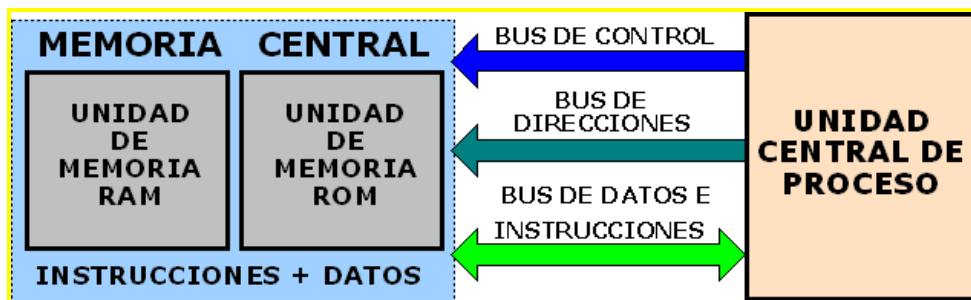 MEMORIA CENTRAL
UNIDAD
DE
MEMORIA
RAM
UNIDAD
DE
MEMORIA
ROM
INSTRUCCIONES + DATOS
BUS DE CONTROL
BUS DE
DIRECCIONES
BUS DE DATOS E
INSTRUCCIONES
UNIDAD
CENTRAL DE
PROCESO